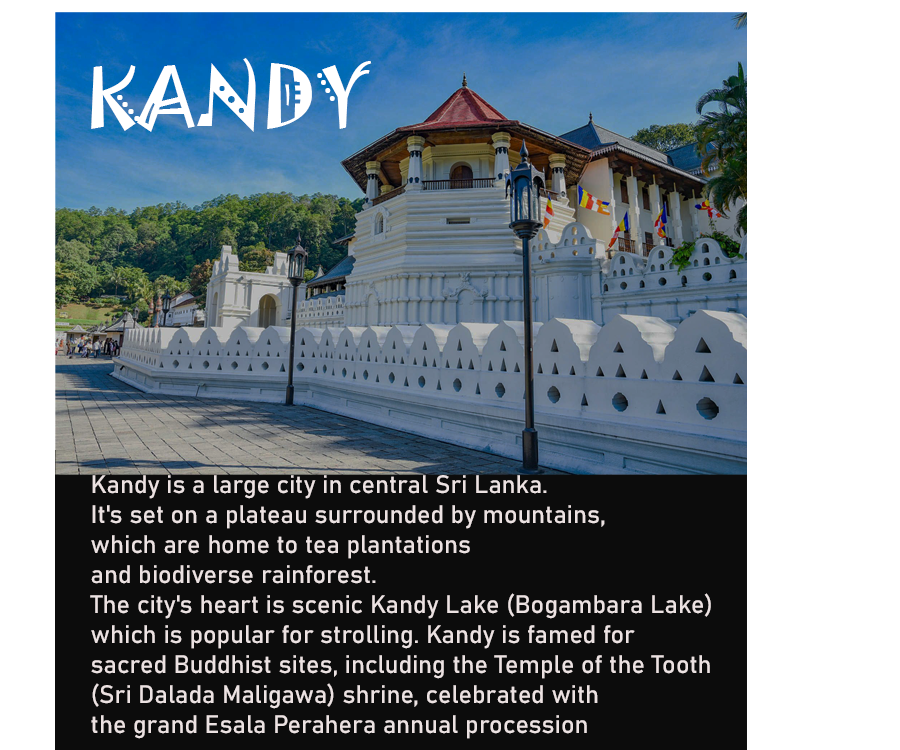 KANDY
Kandy is a large city in central Sri Lanka.
It's set on a plateau surrounded by mountains,
which are home to tea plantations
and biodiverse rainforest.
The city's heart is scenic Kandy Lake (Bogambara Lake)
which is popular for strolling. Kandy is famed for
sacred Buddhist sites, including the Temple of the Tooth
(Sri Dalada Maligawa) shrine, celebrated with
the grand Esala Perahera annual procession